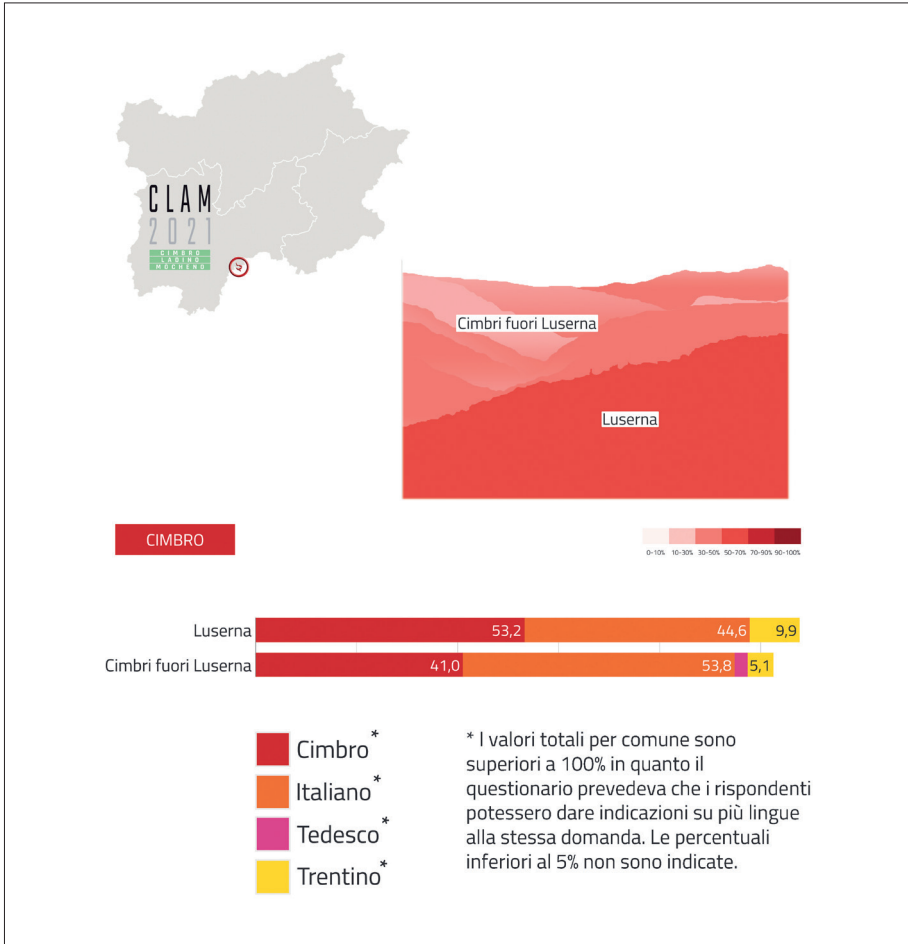 CLAM
2021
CIMBRO
LADINO
MÒCHENO
Cimbri fuori Luserna
Luserna
CIMBRO
0-10% 10-30% 30-50% 50-70% 70-90% 90-100%
Luserna 53,2 44,6 9,9
Cimbri fuori Luserna 41,0 53,8 5,1
Cimbro*
Italiano*
Tedesco*
Trentino*
* I valori totali per comune sono
superiori a 100% in quanto il
questionario prevedeva che i rispondenti
potessero dare indicazioni su più lingue
alla stessa domanda. Le percentuali
inferiori al 5% non sono indicate.